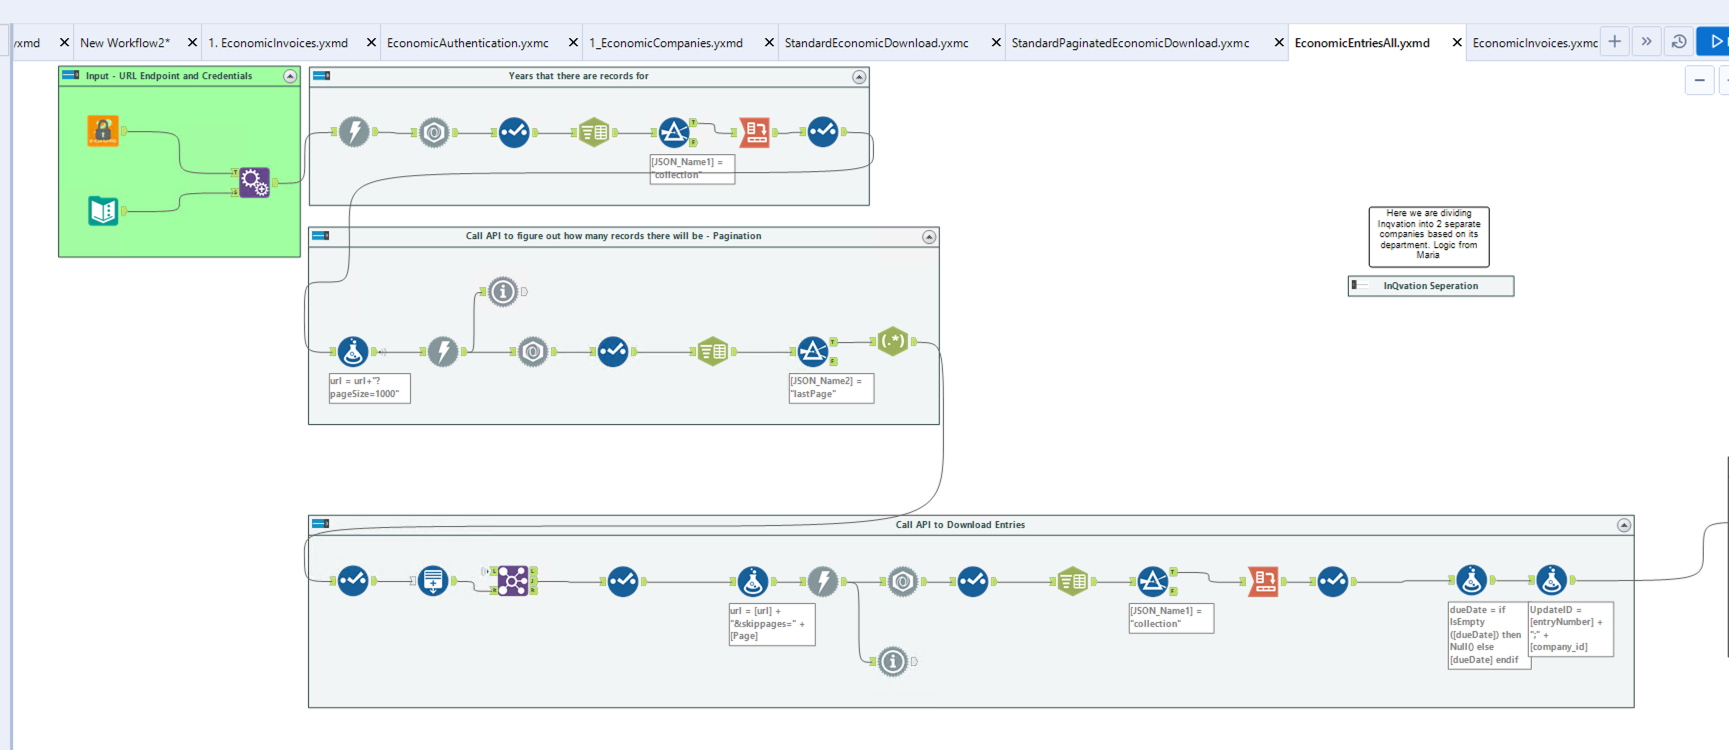 yxmd
New Workflow2*
1. EconomicInvoices.yxmd
EconomicAuthentication.yxmc
1_EconomicCompanies.yxmd
StandardEconomicDownload.yxmc
StandardPaginatedEconomicDownload.yxmc
EconomicEntriesAll.yxmd
EconomicInvoices.yxmc
Input - URL Endpoint and Credentials
Years that there are records for
[JSON_Name1] =
"collection"
Call API to figure out how many records there will be - Pagination
url = url+"?
pageSize=1000"
[JSON_Name2] =
"lastPage"
Here we are dividing
Inqvation into 2 separate
companies based on its
department. Logic from
Maria
InQvation Seperation
Call API to Download Entries
url = [url] +
"&skippages=" +
[Page]
[JSON_Name1] =
"collection"
dueDate = if
IsEmpty
([dueDate]) then
Null() else
[dueDate] endif
UpdateID =
[entryNumber] +
";" +
[company_id]